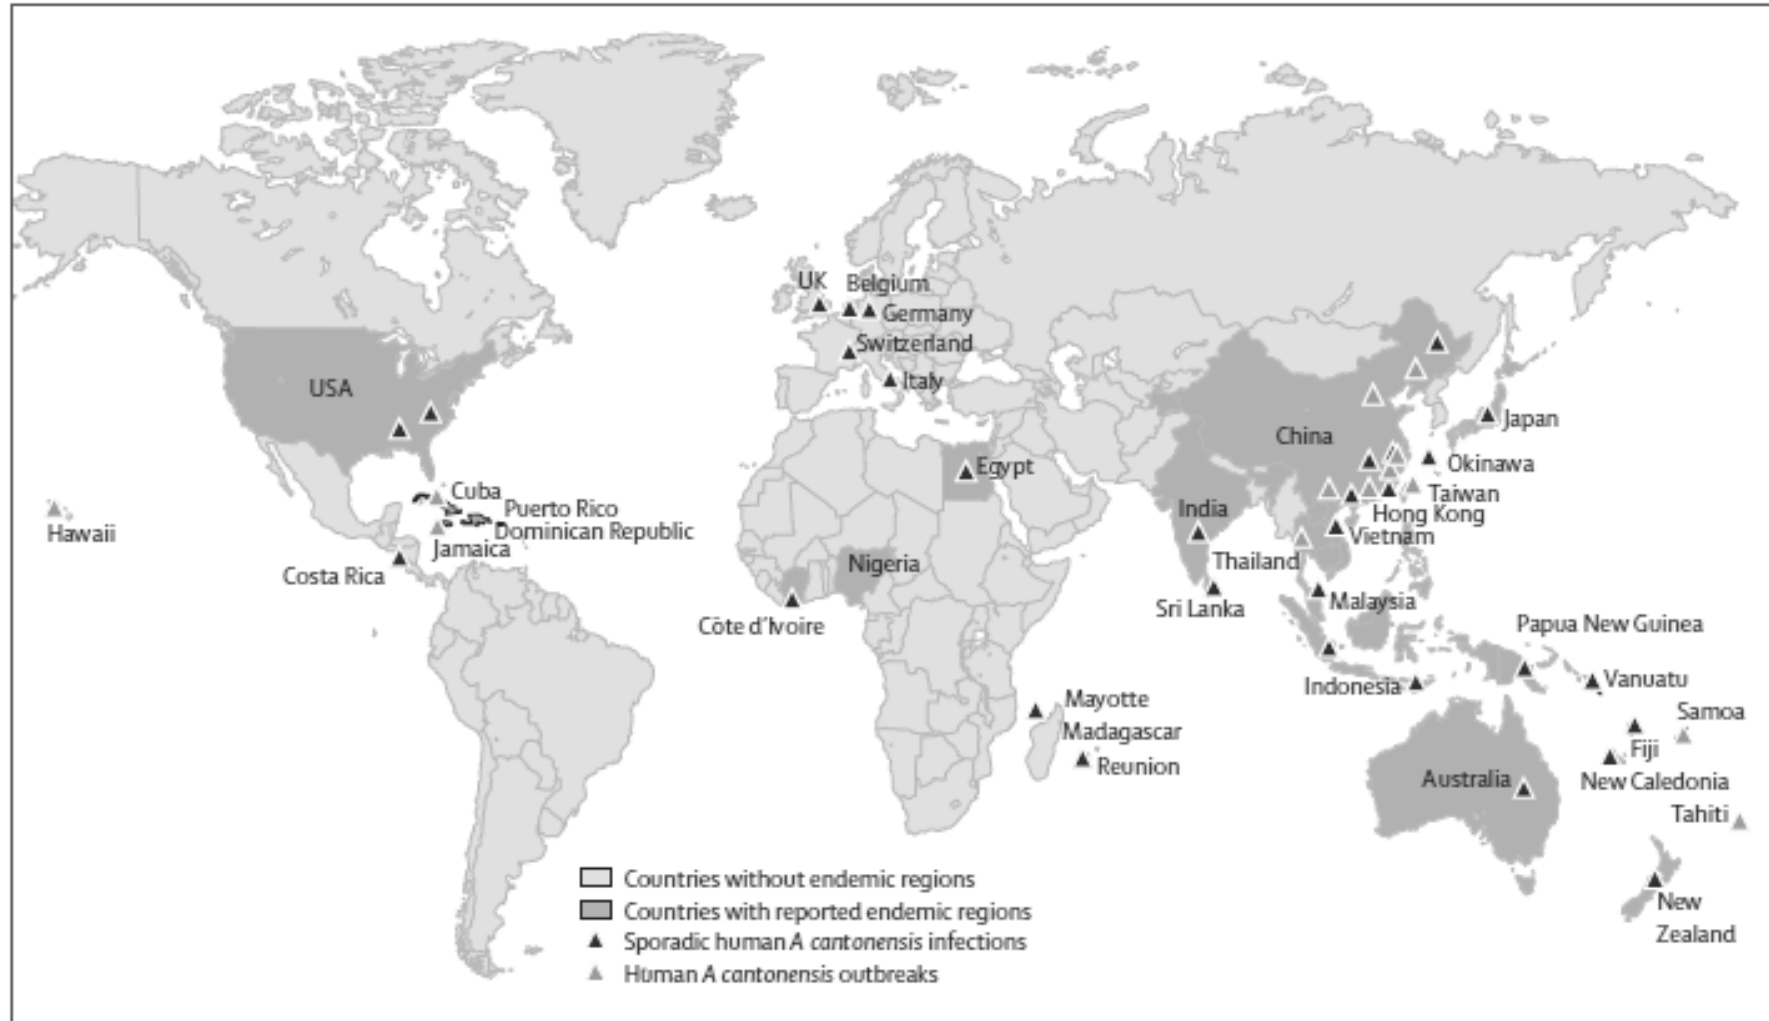 UK
Belgium
Germany
Switzerland
Italy
USA
Japan
China
Okinawa
Egypt
Cuba
Puerto Rico
Dominican Republic
Hawaii
Jamaica
India
Taiwan
Hong Kong
Vietnam
Thailand
Nigeria
Costa Rica
Sri Lanka
Malaysia
Côte d'Ivoire
Papua New Guinea
Indonesia
Vanuatu
Mayotte
Samoa
Madagascar
Fiji
Reunion
Australia
New Caledonia
Tahiti
Countries without endemic regions
Countries with reported endemic regions
Sporadic human A cantonensis infections
Human A cantonensis outbreaks
New
Zealand